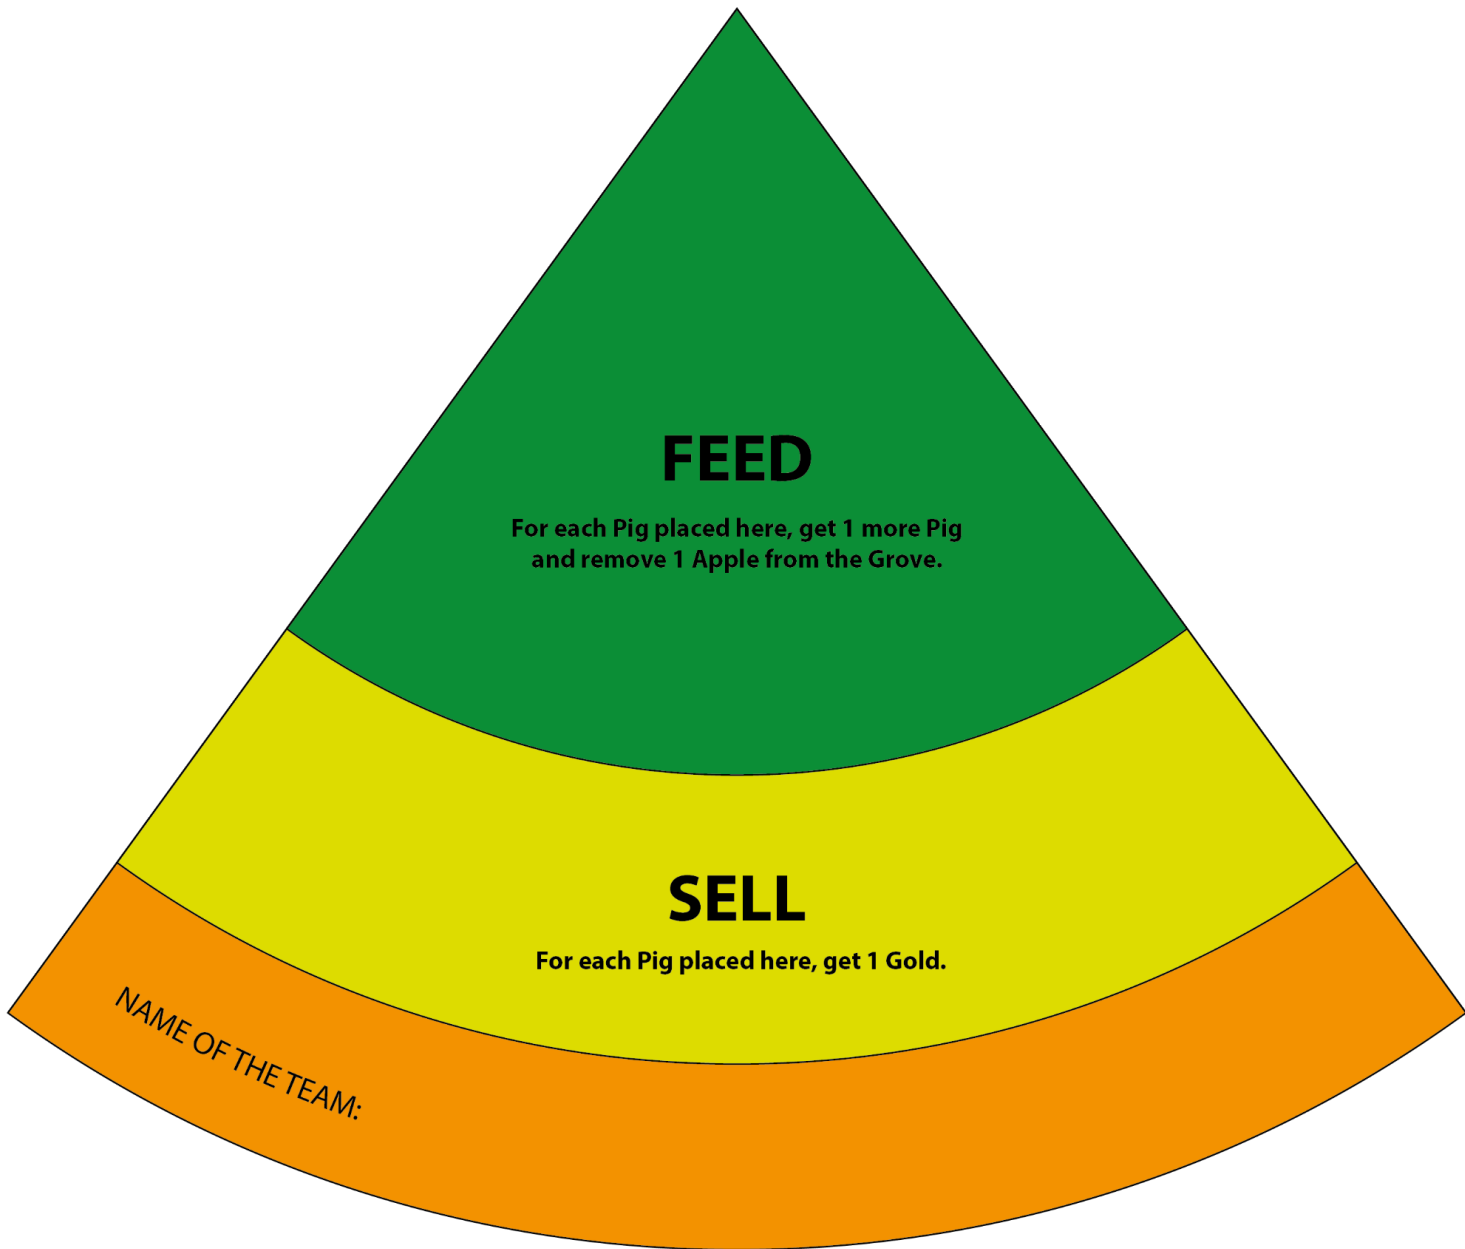 FEED
For each Pig placed here, get 1 more Pig
and remove 1 Apple from the Grove.
SELL
For each Pig placed here, get 1 Gold.
NAME OF THE TEAM: